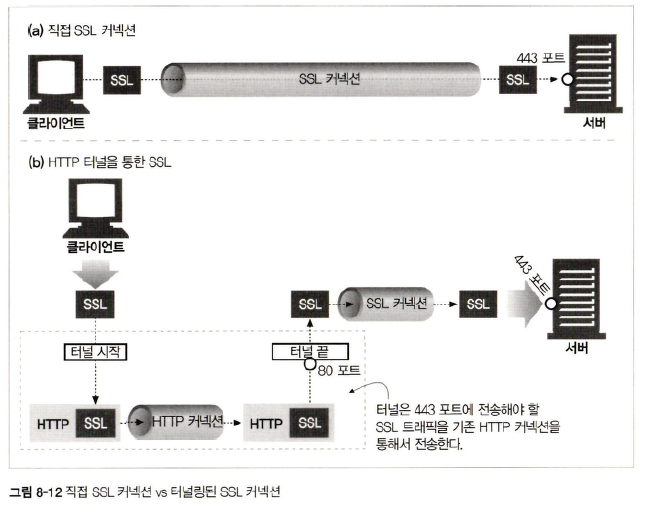 (a) 직접 SSL 커넥션
443 포트
SSL
SSL 커넥션
SSL
클라이언트
서버
(b) HTTP 터널을 통한 SSL
클라이언트
443 포트
SSL
SSL
SSL 커넥션
SSL
서버
터널 시작
터널 끝
80 포트
HTTP
SSL
HTTP 커넥션
HTTP
SSL
터널은 443 포트에 전송해야 할
SSL 트래픽을 기존 HTTP 커넥션을
통해서 전송한다.
그림 8-12 직접 SSL 커넥션 vs 터널링된 SSL 커넥션